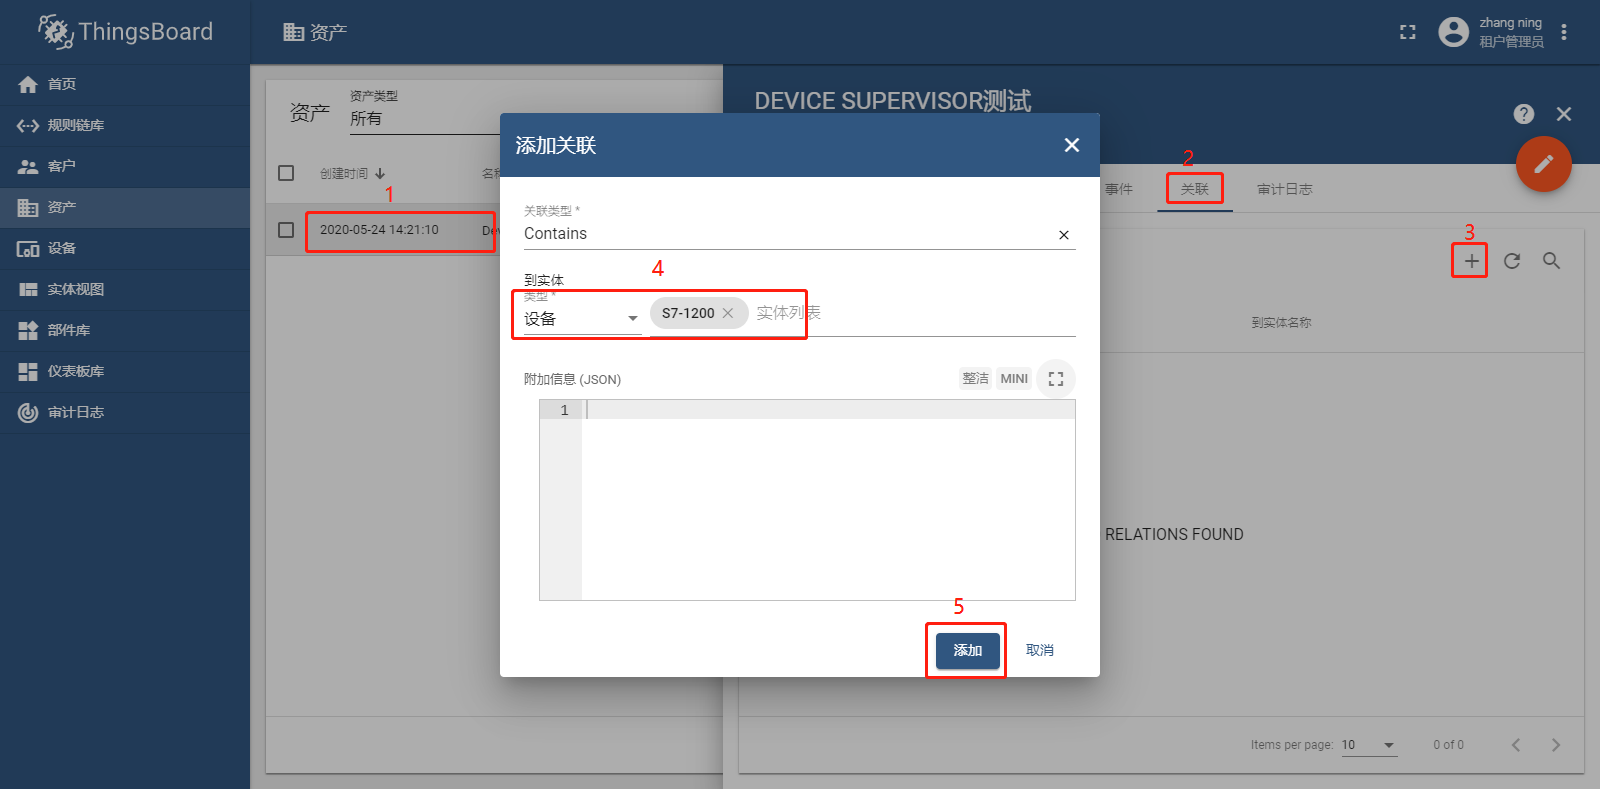 ThingsBoard
资产
zhang ning
租户管理员
首页
规则链库
客户
资产
设备
实体视图
部件库
仪表板库
审计日志
资产
资产类型
所有
创建时间
1
2020-05-24 14:21:10
DEVICE SUPERVISOR测试
?
事件
2
关联
审计日志
3
到实体名称
RELATIONS FOUND
Items per page:
10
0 of 0
添加关联
关联类型 *
Contains
到实体
4
类型 *
设备
S7-1200
实体列表
附加信息 (JSON)
整洁
MINI
1
5
添加
取消